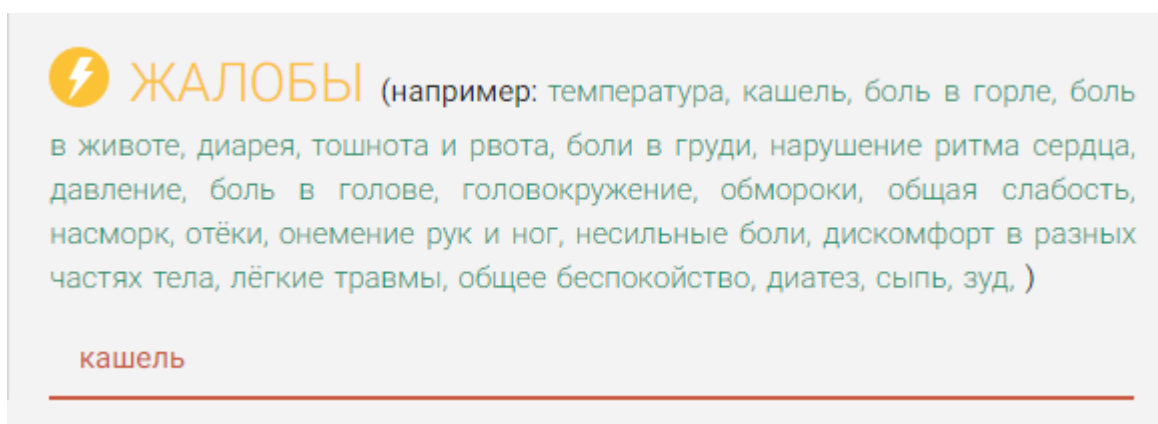 ЖАЛОБЫ (например: температура, кашель, боль в горле, боль
в животе, диарея, тошнота и рвота, боли в груди, нарушение ритма сердца,
давление, боль в голове, головокружение, обмороки, общая слабость,
насморк, отёки, онемение рук и ног, несильные боли, дискомфорт в разных
частях тела, лёгкие травмы, общее беспокойство, диатез, сыпь, зуд, )
кашель